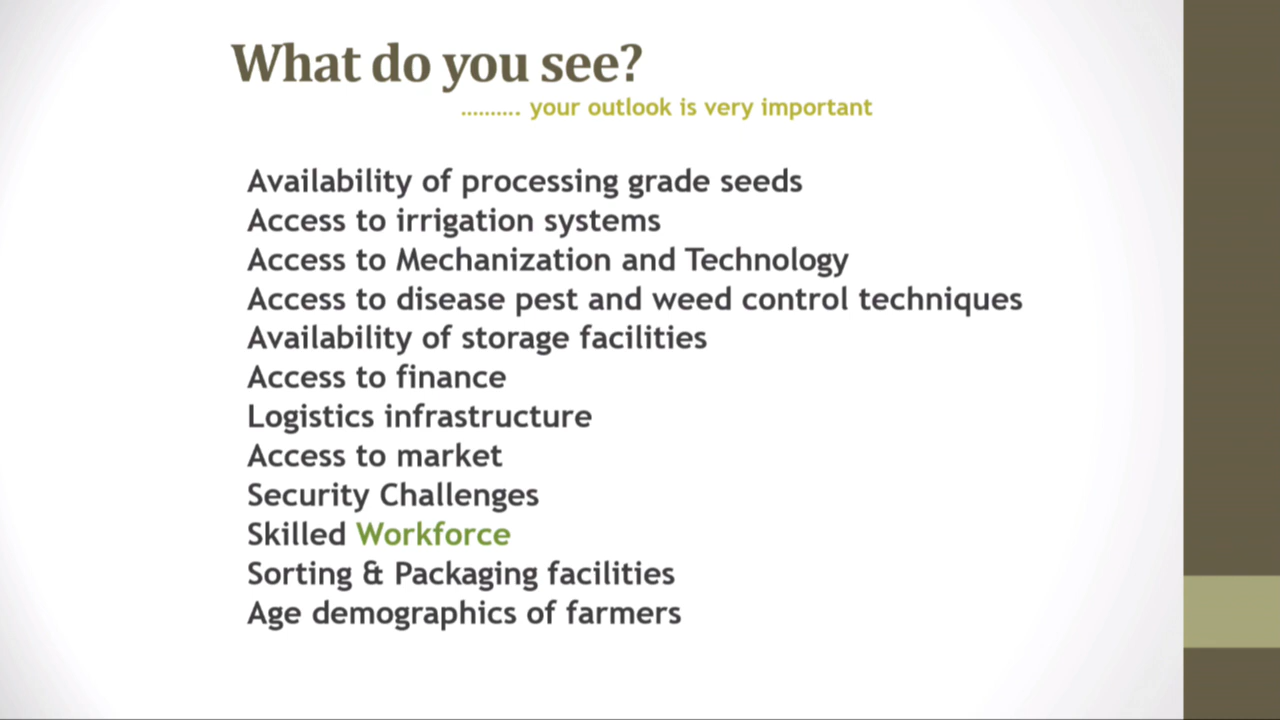 What do you see?
.......... your outlook is very important
Availability of processing grade seeds
Access to irrigation systems
Access to Mechanization and Technology
Access to disease pest and weed control techniques
Availability of storage facilities
Access to finance
Logistics infrastructure
Access to market
Security Challenges
Skilled Workforce
Sorting & Packaging facilities
Age demographics of farmers